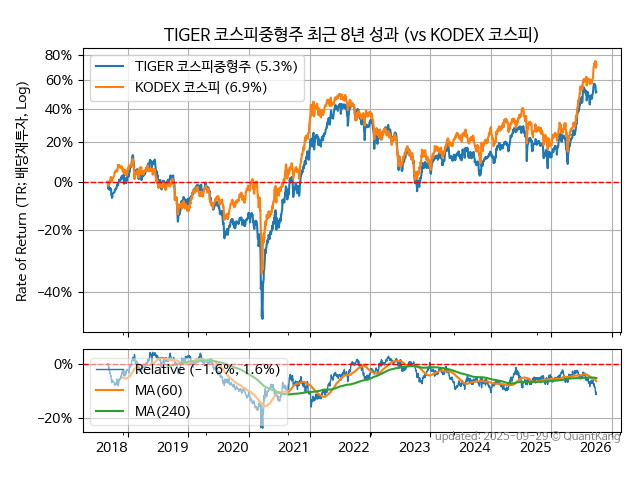 TIGER 코스피중형주 최근 8년 성과 (vs KODEX 코스피)
Rate of Return (TR: 배당재투자, Log)
80%
60%
40%
20%
0%
−20%
−40%
TIGER 코스피중형주 (5.3%)
KODEX 코스피 (6.9%)
0%
−20%
Relative (−1.6%, -1.6%)
MA(60)
MA(240)
2018 2019 2020 2021 2022 2023 2024 2025 2026
updated: 2025-09-29 © QuantKang